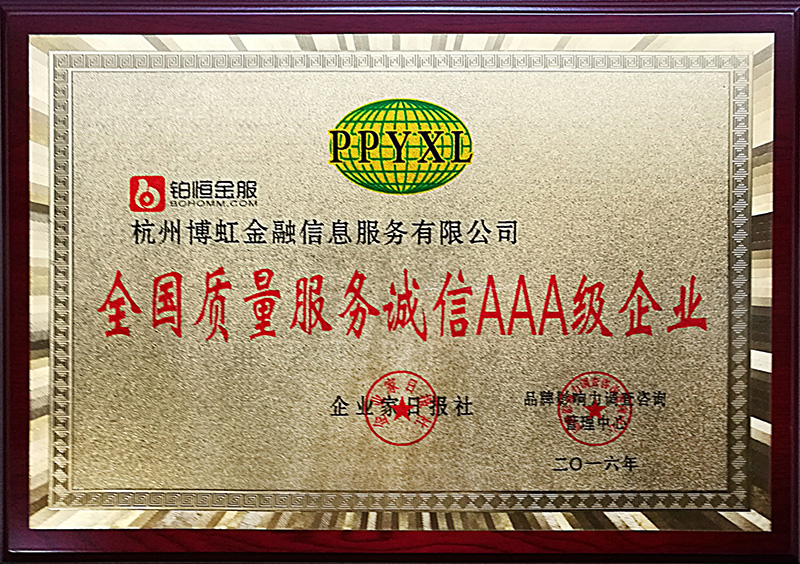 PPYXL
铂恒金服
BOHOMM.COM
杭州博虹金融信息服务有限公司
全国质量服务诚信AAA级企业
企业家日报社
品牌影响力调查咨询
管理中心
二〇一六年